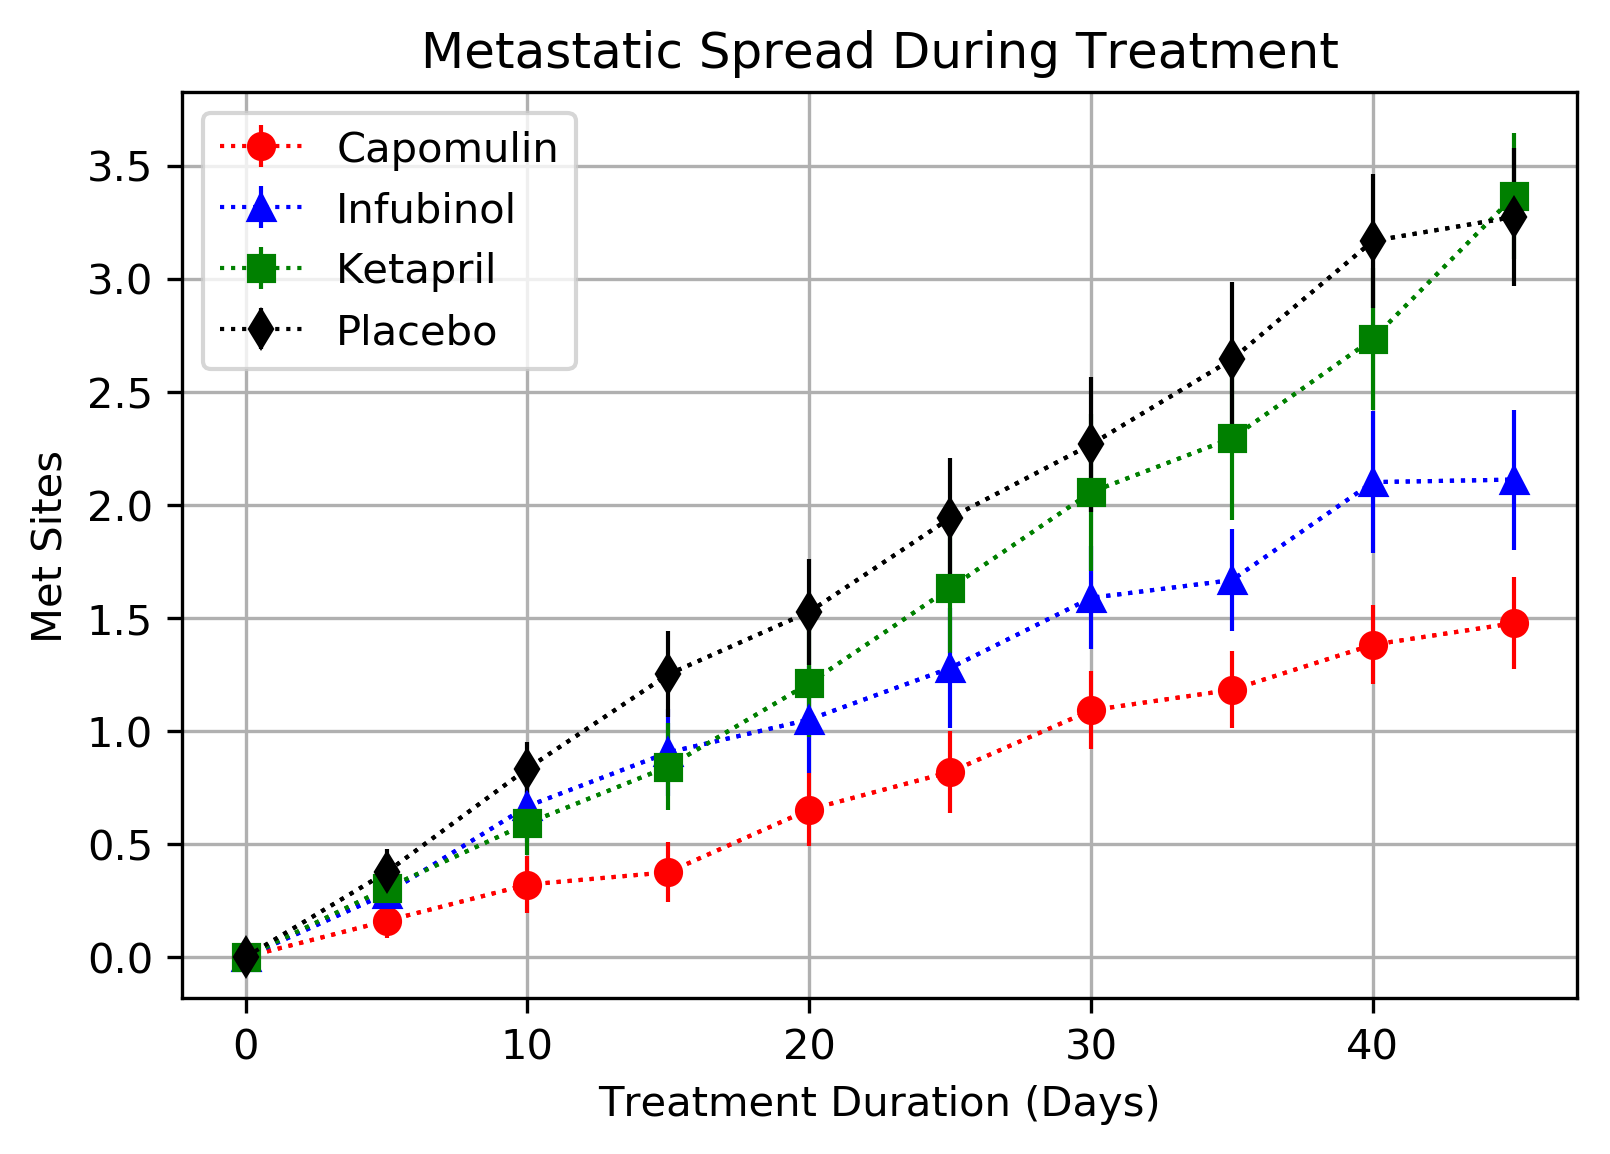 Metastatic Spread During Treatment
Capomulin
Infubinol
Ketapril
Placebo
3.5
3.0
2.5
2.0
1.5
1.0
0.5
0.0
Met Sites
0 10 20 30 40
Treatment Duration (Days)